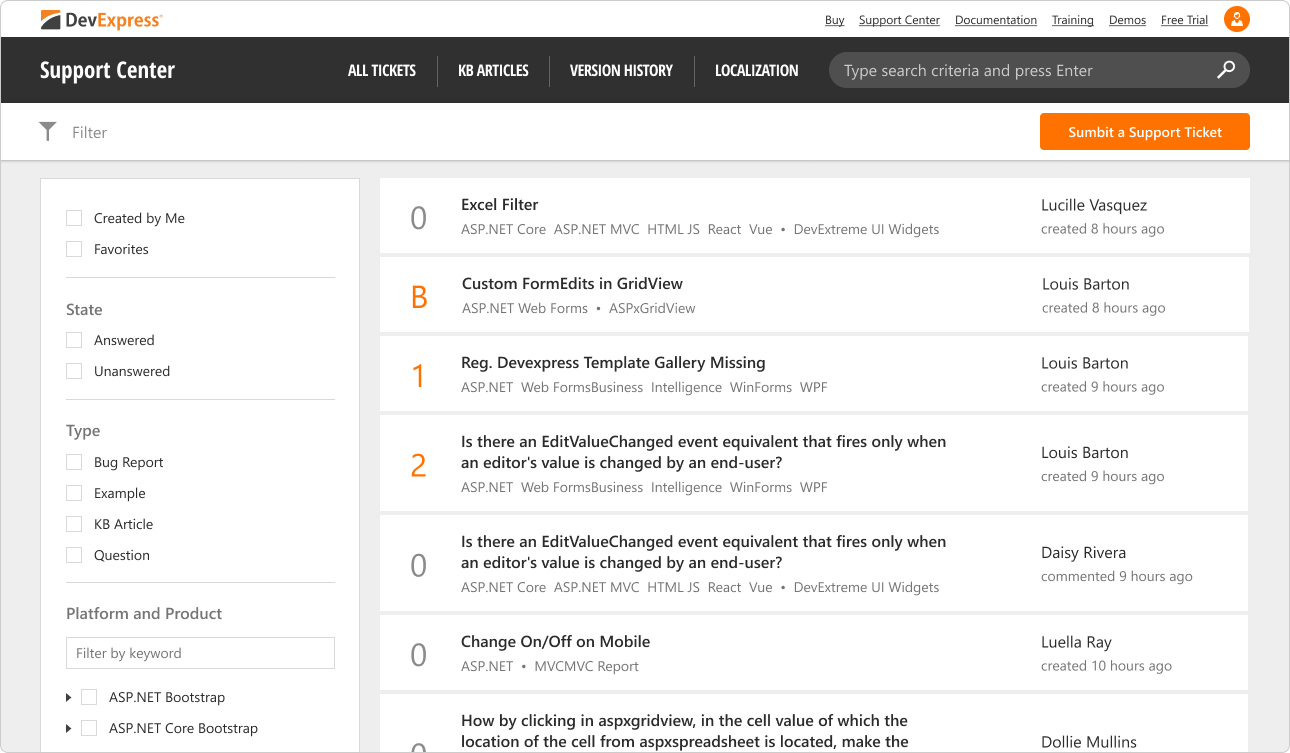 DevExpress
Buy Support Center Documentation Training Demos Free Trial
Support Center
ALL TICKETS KB ARTICLES VERSION HISTORY LOCALIZATION
Type search criteria and press Enter
Filter
Sumbit a Support Ticket
Created by Me
Favorites
State
Answered
Unanswered
Type
Bug Report
Example
KB Article
Question
Platform and Product
Filter by keyword
ASP.NET Bootstrap
ASP.NET Core Bootstrap
0
Excel Filter
ASP.NET Core ASP.NET MVC HTML JS React Vue • DevExtreme UI Widgets
Lucille Vasquez
created 8 hours ago
B
Custom FormEdits in GridView
ASP.NET Web Forms • ASPxGridView
Louis Barton
created 8 hours ago
1
Reg. Devexpress Template Gallery Missing
ASP.NET Web FormsBusiness Intelligence WinForms WPF
Louis Barton
created 9 hours ago
2
Is there an EditValueChanged event equivalent that fires only when
an editor's value is changed by an end-user?
ASP.NET Web FormsBusiness Intelligence WinForms WPF
Louis Barton
created 9 hours ago
0
Is there an EditValueChanged event equivalent that fires only when
an editor's value is changed by an end-user?
ASP.NET Core ASP.NET MVC HTML JS React Vue • DevExtreme UI Widgets
Daisy Rivera
commented 9 hours ago
0
Change On/Off on Mobile
ASP.NET • MVCMVC Report
Luella Ray
created 10 hours ago
How by clicking in aspxgridview, in the cell value of which the
location of the cell from aspxspreadsheet is located, make the
Dollie Mullins